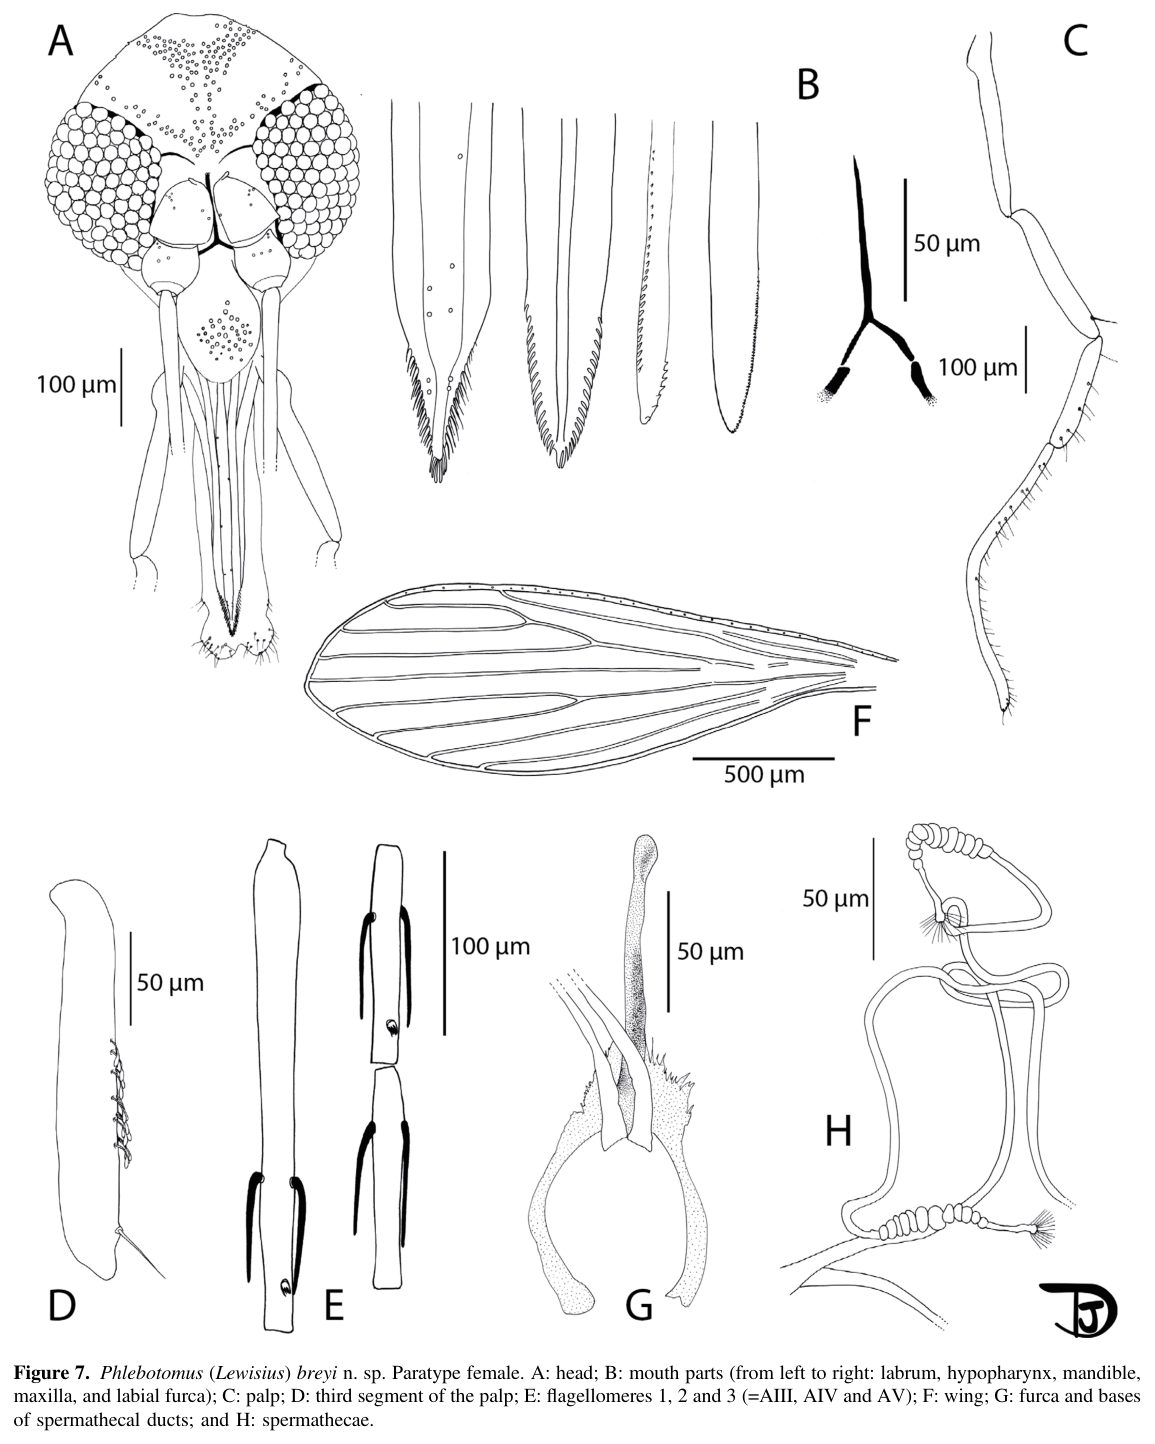 A
B
C
50 µm
100 µm
100 µm
F
500 µm
50 µm
50 µm
100 µm
50 µm
H
D
E
G
J
Figure 7. Phlebotomus (Lewisius) breyi n. sp. Paratype female. A: head; B: mouth parts (from left to right: labrum, hypopharynx, mandible,
maxilla, and labial furca); C: palp; D: third segment of the palp; E: flagellomeres 1, 2 and 3 (=AIII, AIV and AV); F: wing; G: furca and bases
of spermathecal ducts; and H: spermathecae.